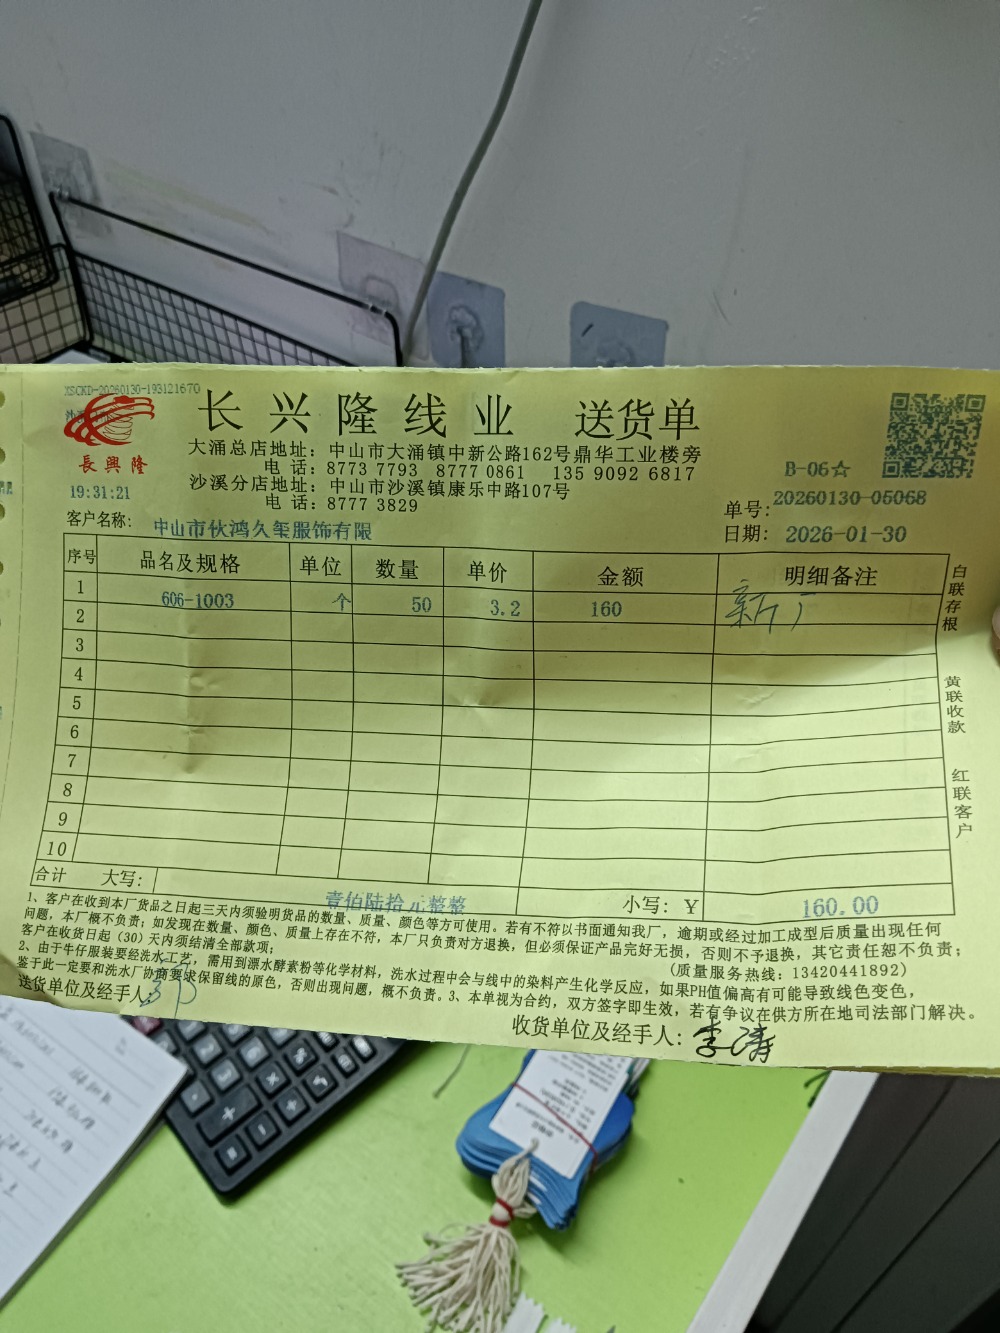 XSCKD-20260130-193121670
長興隆
长兴隆线业 送货单
大涌总店地址：中山市大涌镇中新公路162号鼎华工业楼旁
电 话：8773 7793 8777 0861 135 9092 6817
沙溪分店地址：中山市沙溪镇康乐中路107号
电 话：8777 3829
B-06☆
19:31:21
单号：20260130-05068
客户名称：中山市伙鸿久玺服饰有限
日期：2026-01-30
序号 品名及规格 单位 数量 单价 金额 明细备注
1 606-1003 个 50 3.2 160 新厂
2
3
4
5
6
7
8
9
10
合计 大写：壹伯陆拾元整整 小写：¥ 160.00
白联存根
黄联收款
红联客户
1、客户在收到本厂货品之日起三天内须验明货品的数量、质量、颜色等方可使用。若有不符以书面通知我厂，逾期或经过加工成型后质量出现任何
问题，本厂概不负责；如发现在数量、颜色、质量上存在不符，本厂只负责对方退换，但必须保证产品完好无损，否则不予退换，其它责任恕不负责；
客户在收货日起（30）天内须结清全部款项；
(质量服务热线：13420441892)
2、由于牛仔服装要经洗水工艺，需用到漂水酵素粉等化学材料，洗水过程中会与线中的染料产生化学反应，如果PH值偏高有可能导致线色变色，
鉴于此一定要和洗水厂协商要求保留线的原色，否则出现问题，概不负责。3、本单视为合约，双方签字即生效，若有争议在供方所在地司法部门解决。
送货单位及经手人：
收货单位及经手人：李涛